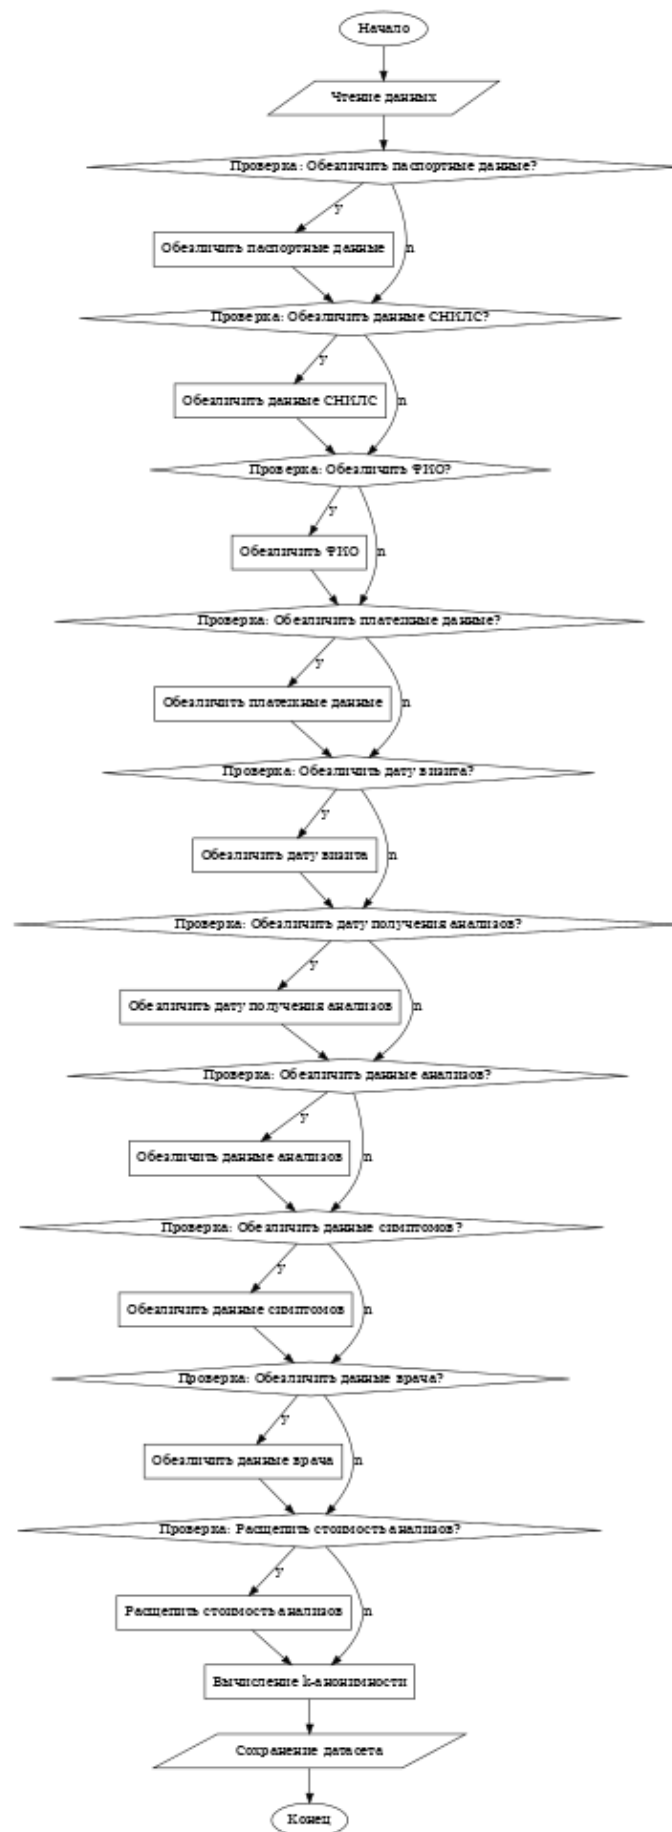 Начало
Чтение данных
Проверка: Обезличить паспортные данные?
y
Обезличить паспортные данные
n
Проверка: Обезличить данные СНИЛС?
y
Обезличить данные СНИЛС
n
Проверка: Обезличить ФИО?
y
Обезличить ФИО
n
Проверка: Обезличить платежные данные?
y
Обезличить платежные данные
n
Проверка: Обезличить дату визита?
y
Обезличить дату визита
n
Проверка: Обезличить дату получения анализов?
y
Обезличить дату получения анализов
n
Проверка: Обезличить данные анализов?
y
Обезличить данные анализов
n
Проверка: Обезличить данные симптомов?
y
Обезличить данные симптомов
n
Проверка: Обезличить данные врача?
y
Обезличить данные врача
n
Проверка: Расщепить стоимость анализов?
y
Расщепить стоимость анализов
n
Вычисление k-анонимности
Сохранение датасета
Конец